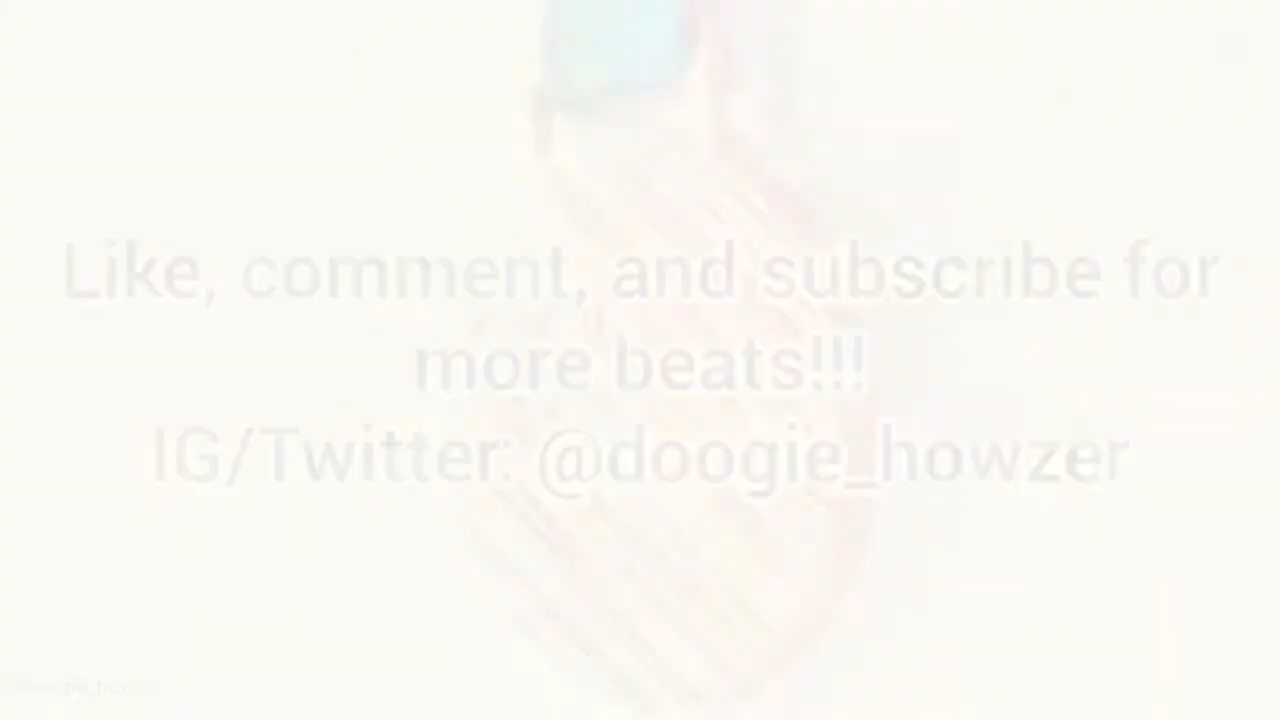 Like, comment, and subscribe for
more beats!!!
IG/Twitter: @doogie_howzer